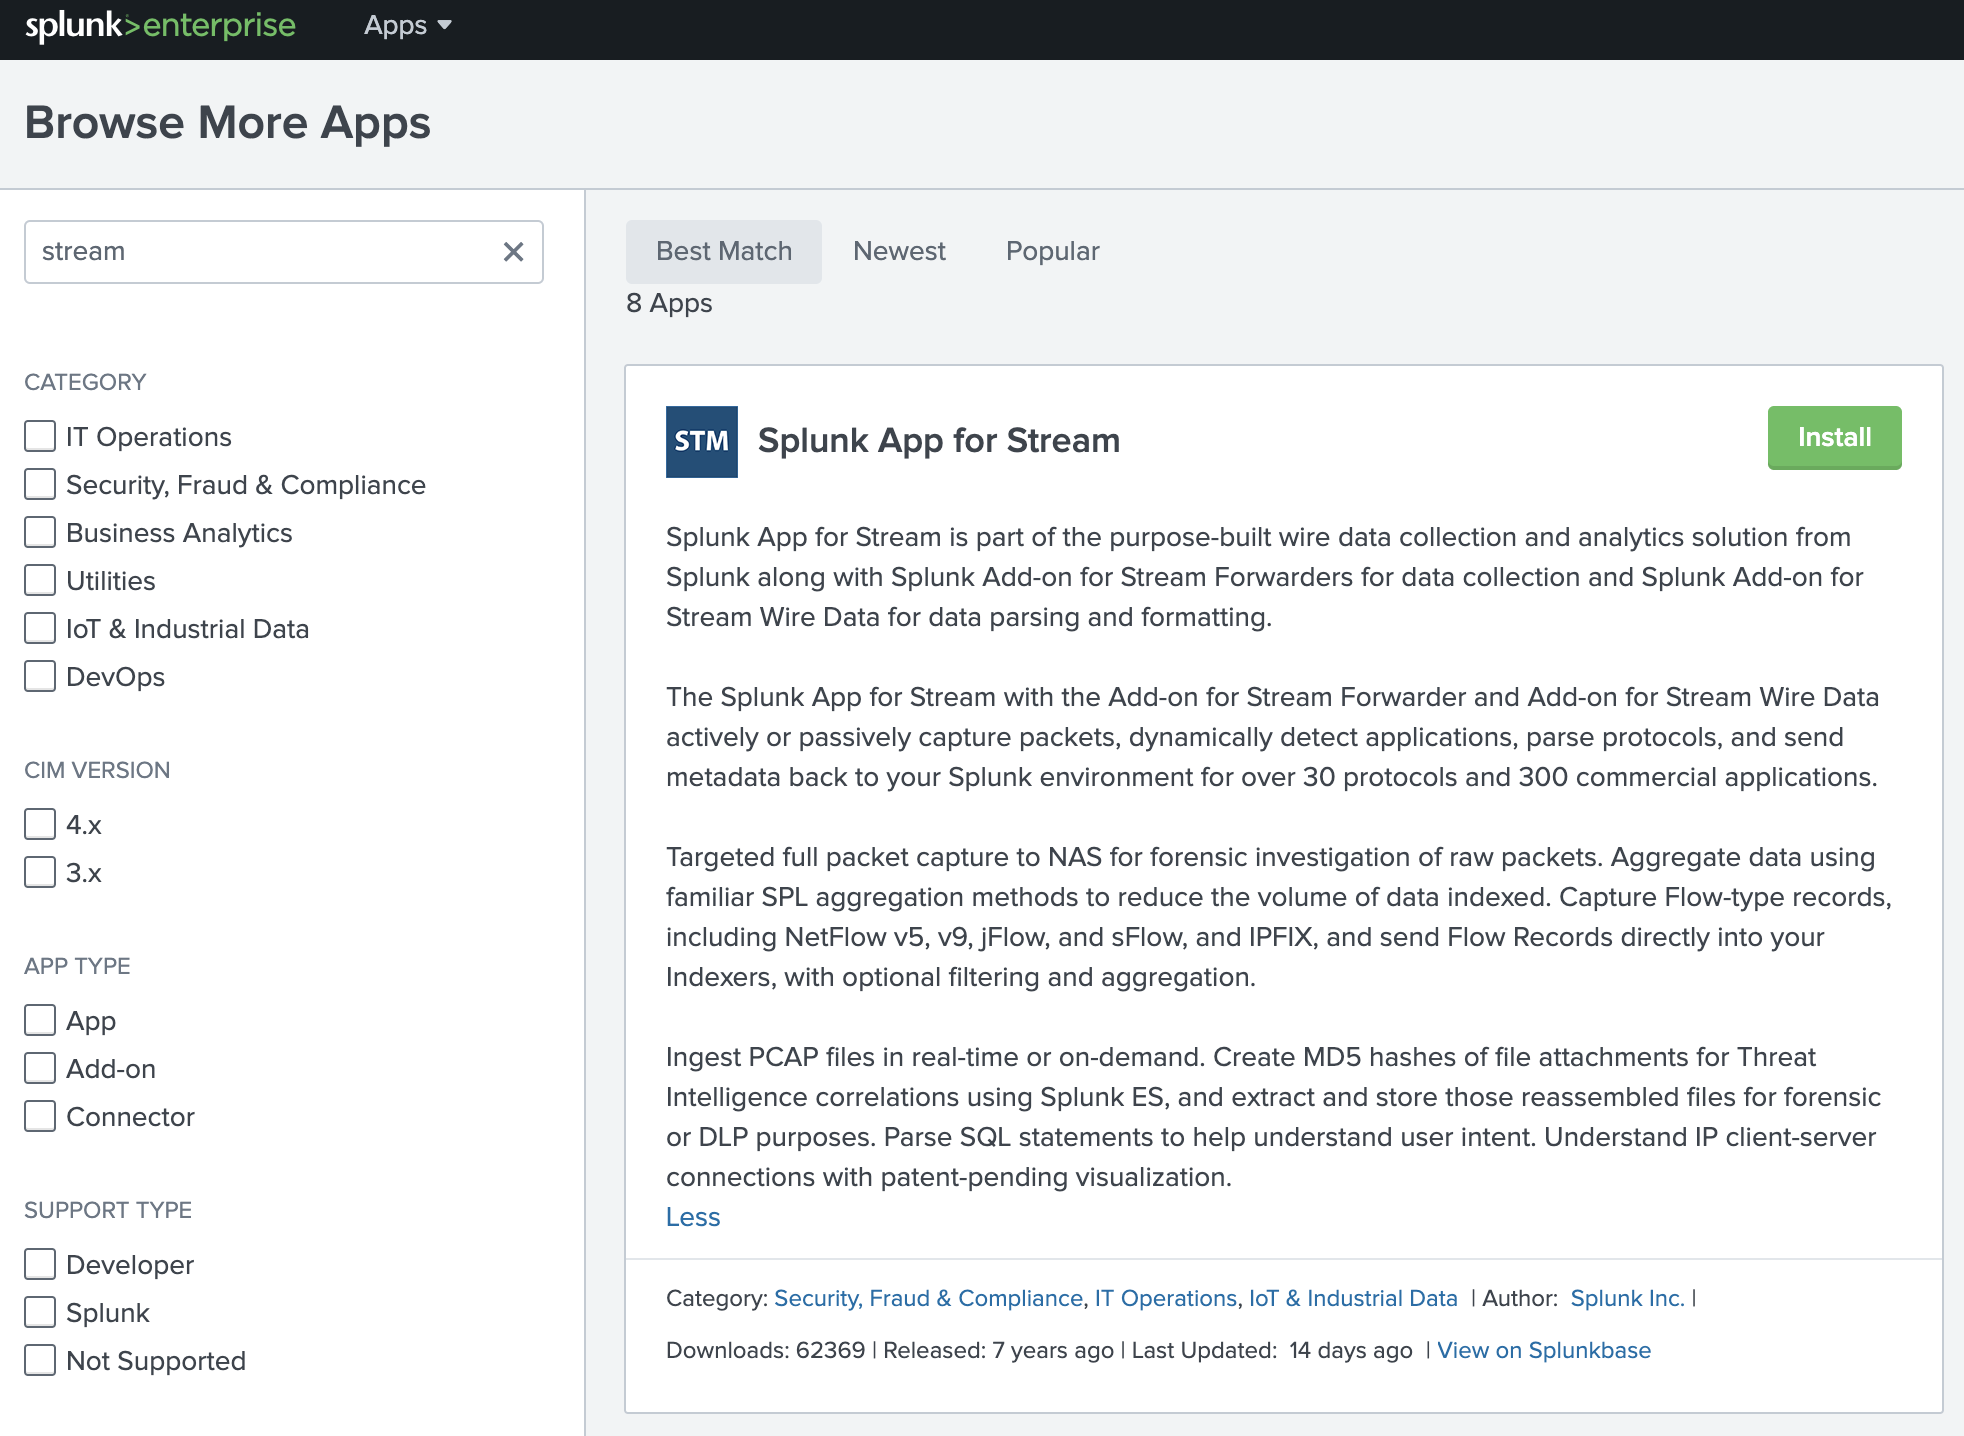 splunk>enterprise
Apps
Browse More Apps
stream
CATEGORY
IT Operations
Security, Fraud & Compliance
Business Analytics
Utilities
IoT & Industrial Data
DevOps
CIM VERSION
4.x
3.x
APP TYPE
App
Add-on
Connector
SUPPORT TYPE
Developer
Splunk
Not Supported
Best Match
Newest
Popular
8 Apps
STM
Splunk App for Stream
Install
Splunk App for Stream is part of the purpose-built wire data collection and analytics solution from
Splunk along with Splunk Add-on for Stream Forwarders for data collection and Splunk Add-on for
Stream Wire Data for data parsing and formatting.
The Splunk App for Stream with the Add-on for Stream Forwarder and Add-on for Stream Wire Data
actively or passively capture packets, dynamically detect applications, parse protocols, and send
metadata back to your Splunk environment for over 30 protocols and 300 commercial applications.
Targeted full packet capture to NAS for forensic investigation of raw packets. Aggregate data using
familiar SPL aggregation methods to reduce the volume of data indexed. Capture Flow-type records,
including NetFlow v5, v9, jFlow, and sFlow, and IPFIX, and send Flow Records directly into your
Indexers, with optional filtering and aggregation.
Ingest PCAP files in real-time or on-demand. Create MD5 hashes of file attachments for Threat
Intelligence correlations using Splunk ES, and extract and store those reassembled files for forensic
or DLP purposes. Parse SQL statements to help understand user intent. Understand IP client-server
connections with patent-pending visualization.
Less
Category: Security, Fraud & Compliance, IT Operations, IoT & Industrial Data | Author: Splunk Inc. |
Downloads: 62369 | Released: 7 years ago | Last Updated: 14 days ago | View on Splunkbase